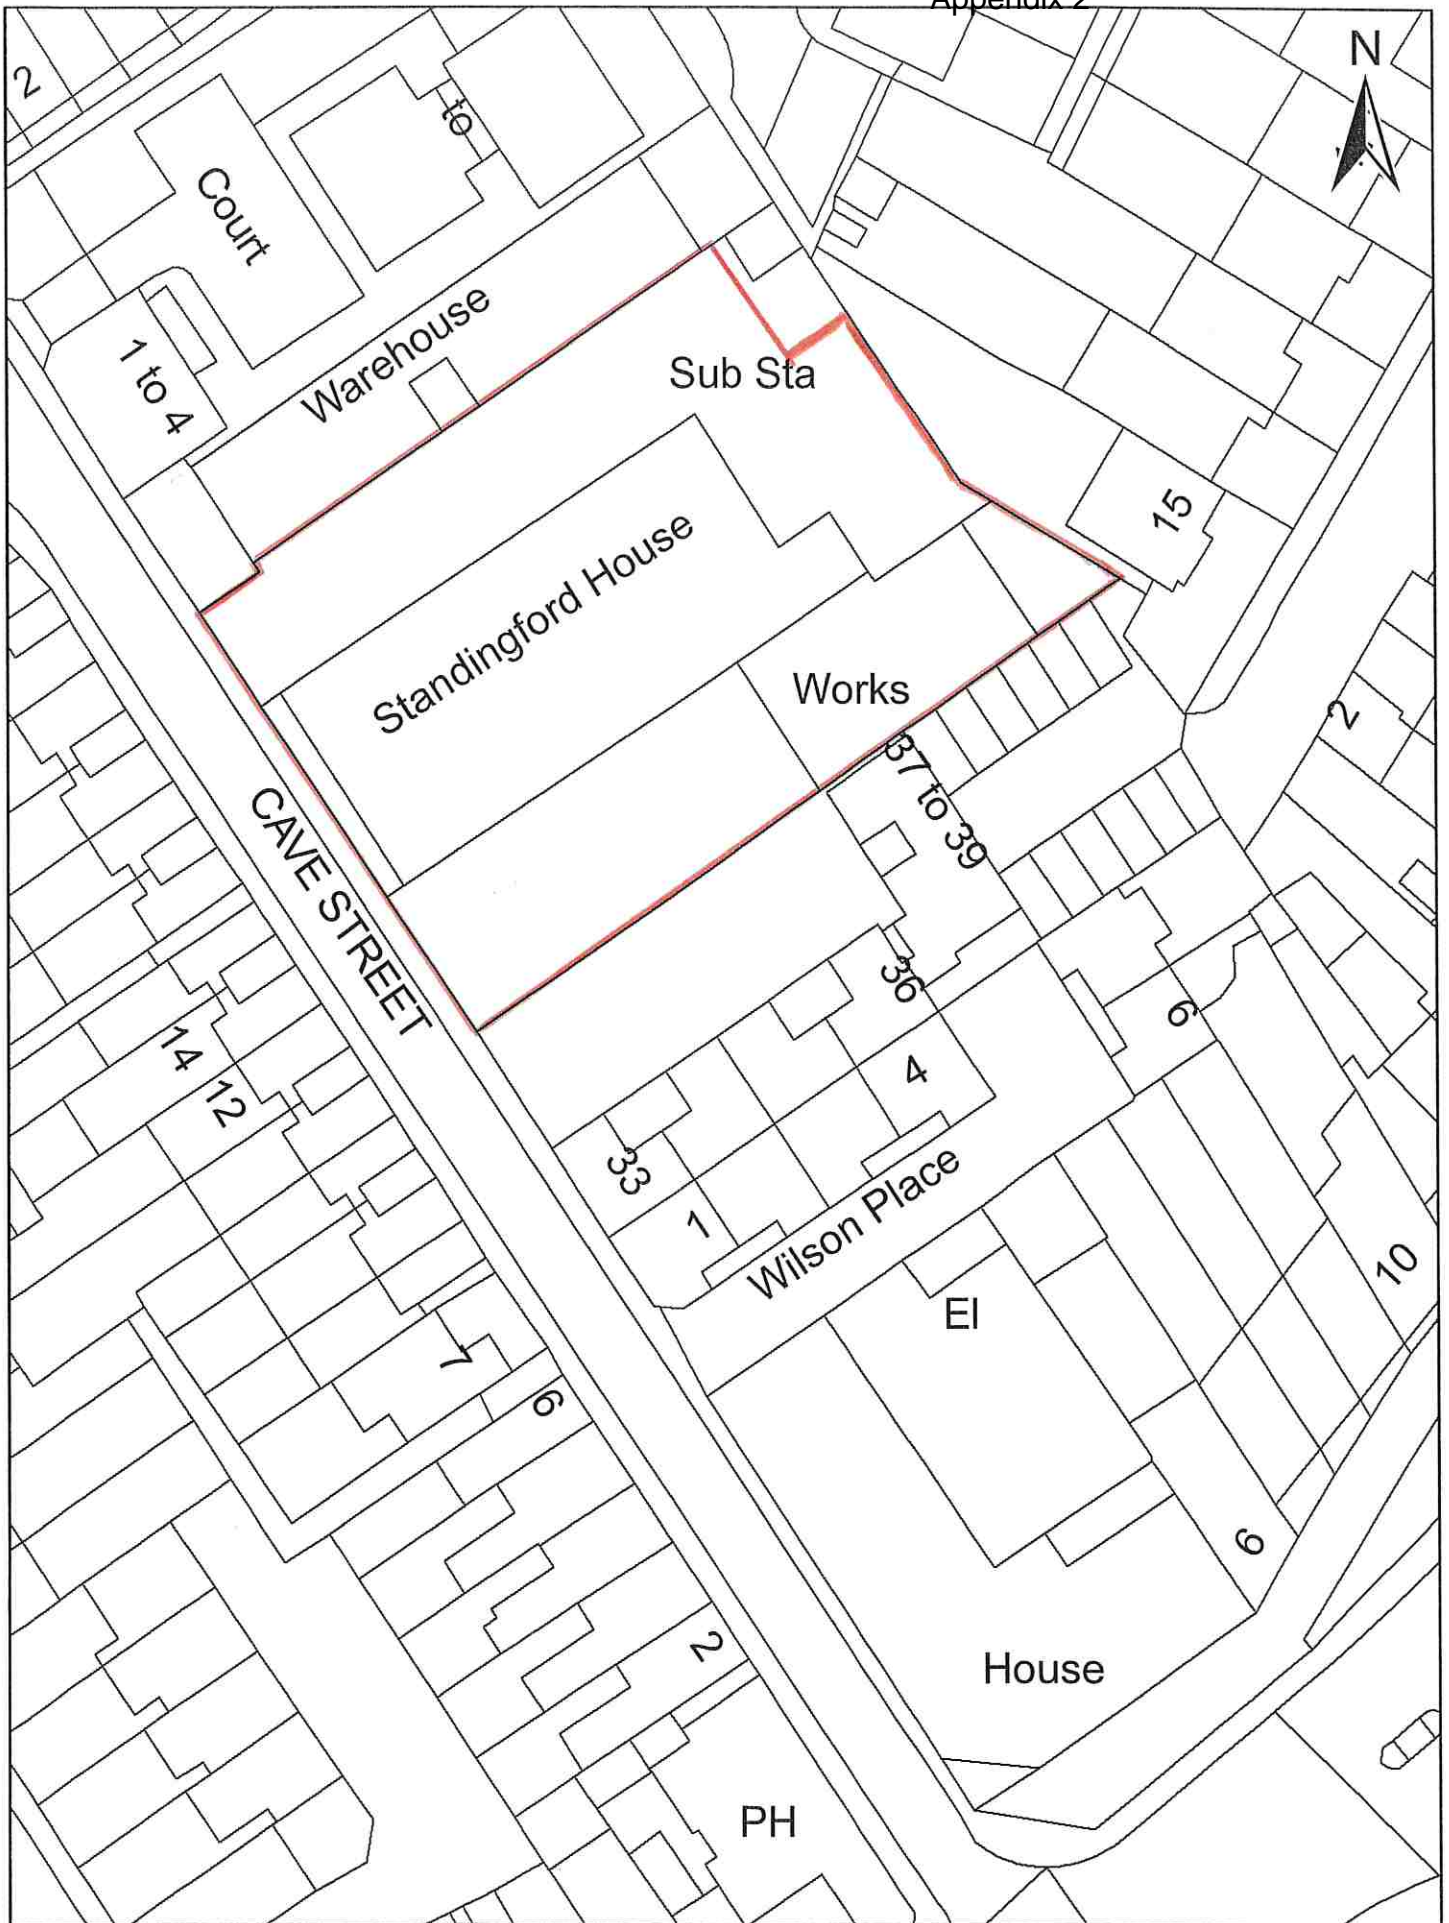 Appendix 2
N
2
to
Court
Warehouse
1 to 4
Sub Sta
15
Standingford House
Works
2
37 to 39
CAVE STREET
36
6
14
12
4
33
1
Wilson Place
10
El
7
6
6
2
House
PH